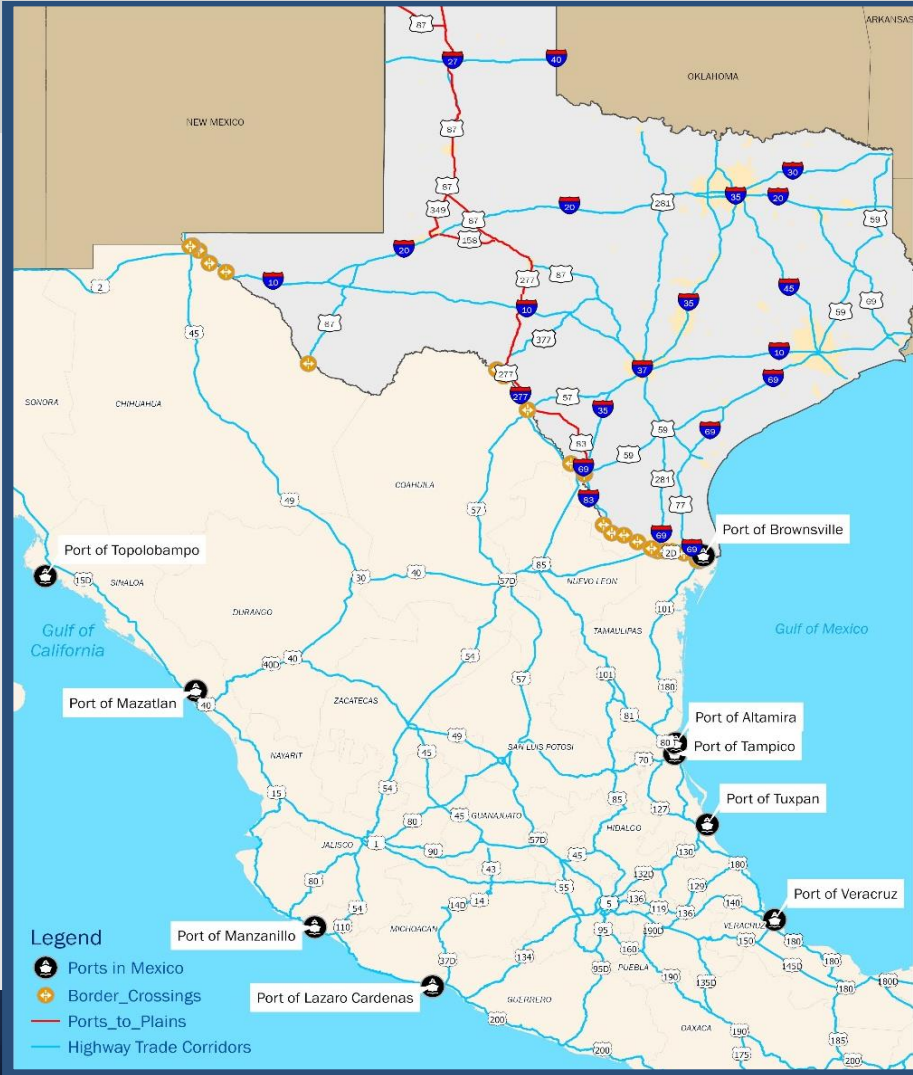 87
ARKANSAS
27
40
OKLAHOMA
NEW MEXICO
87
30
87
349
20
281
35
20
87
59
158
20
2
10
277
87
45
35
69
59
10
45
87
377
10
37
69
277
SONORA
CHIHUAHUA
277
57
35
59
69
83
59
69
COAHUILA
281
49
83
77
57
69
Port of Brownsville
69
2D
Port of Topolobampo
85
15D
SINALOA
30
40
57D
NUEVO LEON
101
DURANGO
Gulf of
California
TAMAULIPAS
Gulf of Mexico
54
40D
40
57
101
180
Port of Mazatlan
40
ZACATECAS
81
Port of Altamira
49
80
Port of Tampico
NAYARIT
45
SAN LUIS POTOSI
70
54
15
85
127
Port of Tuxpan
80
45
GUANAJUATO
HIDALGO
JALISCO
1
90
57D
45
130
180
43
80
55
132D
129
Port of Veracruz
54
14D
14
5
136
119
136
140
110
Port of Manzanillo
MICHOACAN
95
190D
VERACRUZ
150
180
160
134
37D
95D
PUEBLA
145D
180
190
135D
180
180D
Port of Lazaro Cardenas
GUERRERO
200
OAXACA
190
185
200
175
200
Legend
Ports in Mexico
Border_Crossings
Ports_to_Plains
Highway Trade Corridors